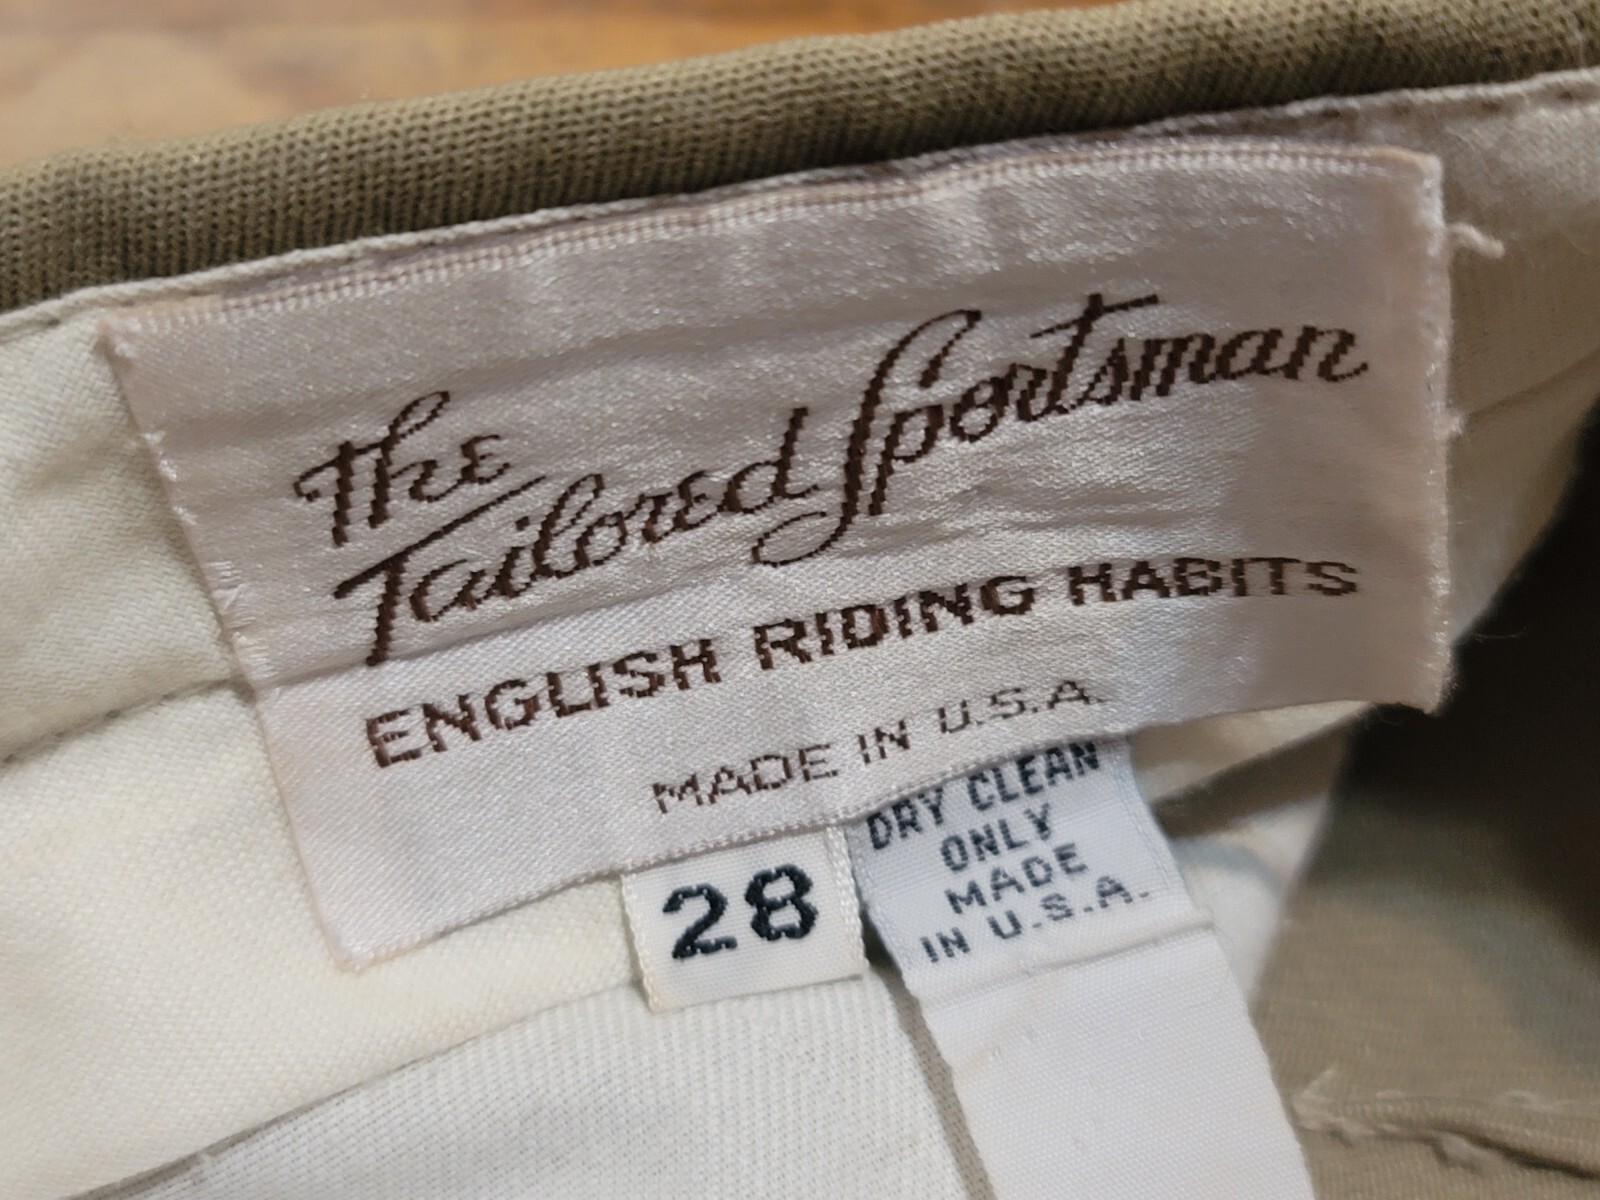 The
Tailored Sportsman
ENGLISH RIDING HABITS
MADE IN U.S.A.
28
DRY CLEAN
ONLY
MADE
IN U.S.A.